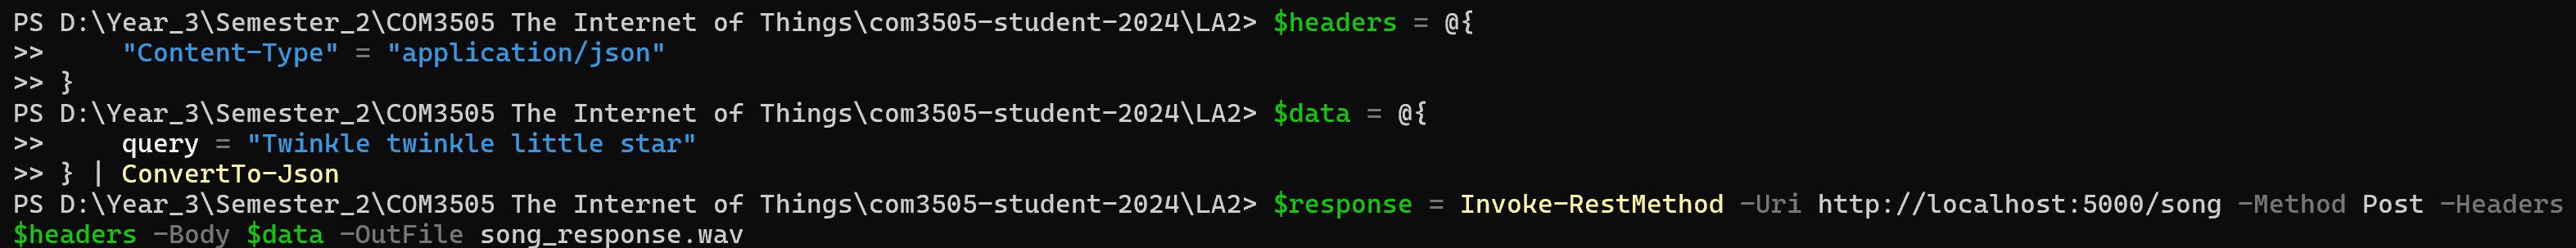 PS D:\Year_3\Semester_2\COM3505 The Internet of Things\com3505-student-2024\LA2> $headers = @{
>>     "Content-Type" = "application/json"
>> }
PS D:\Year_3\Semester_2\COM3505 The Internet of Things\com3505-student-2024\LA2> $data = @{
>>     query = "Twinkle twinkle little star"
>> } | ConvertTo-Json
PS D:\Year_3\Semester_2\COM3505 The Internet of Things\com3505-student-2024\LA2> $response = Invoke-RestMethod -Uri http://localhost:5000/song -Method Post -Headers
$headers -Body $data -OutFile song_response.wav